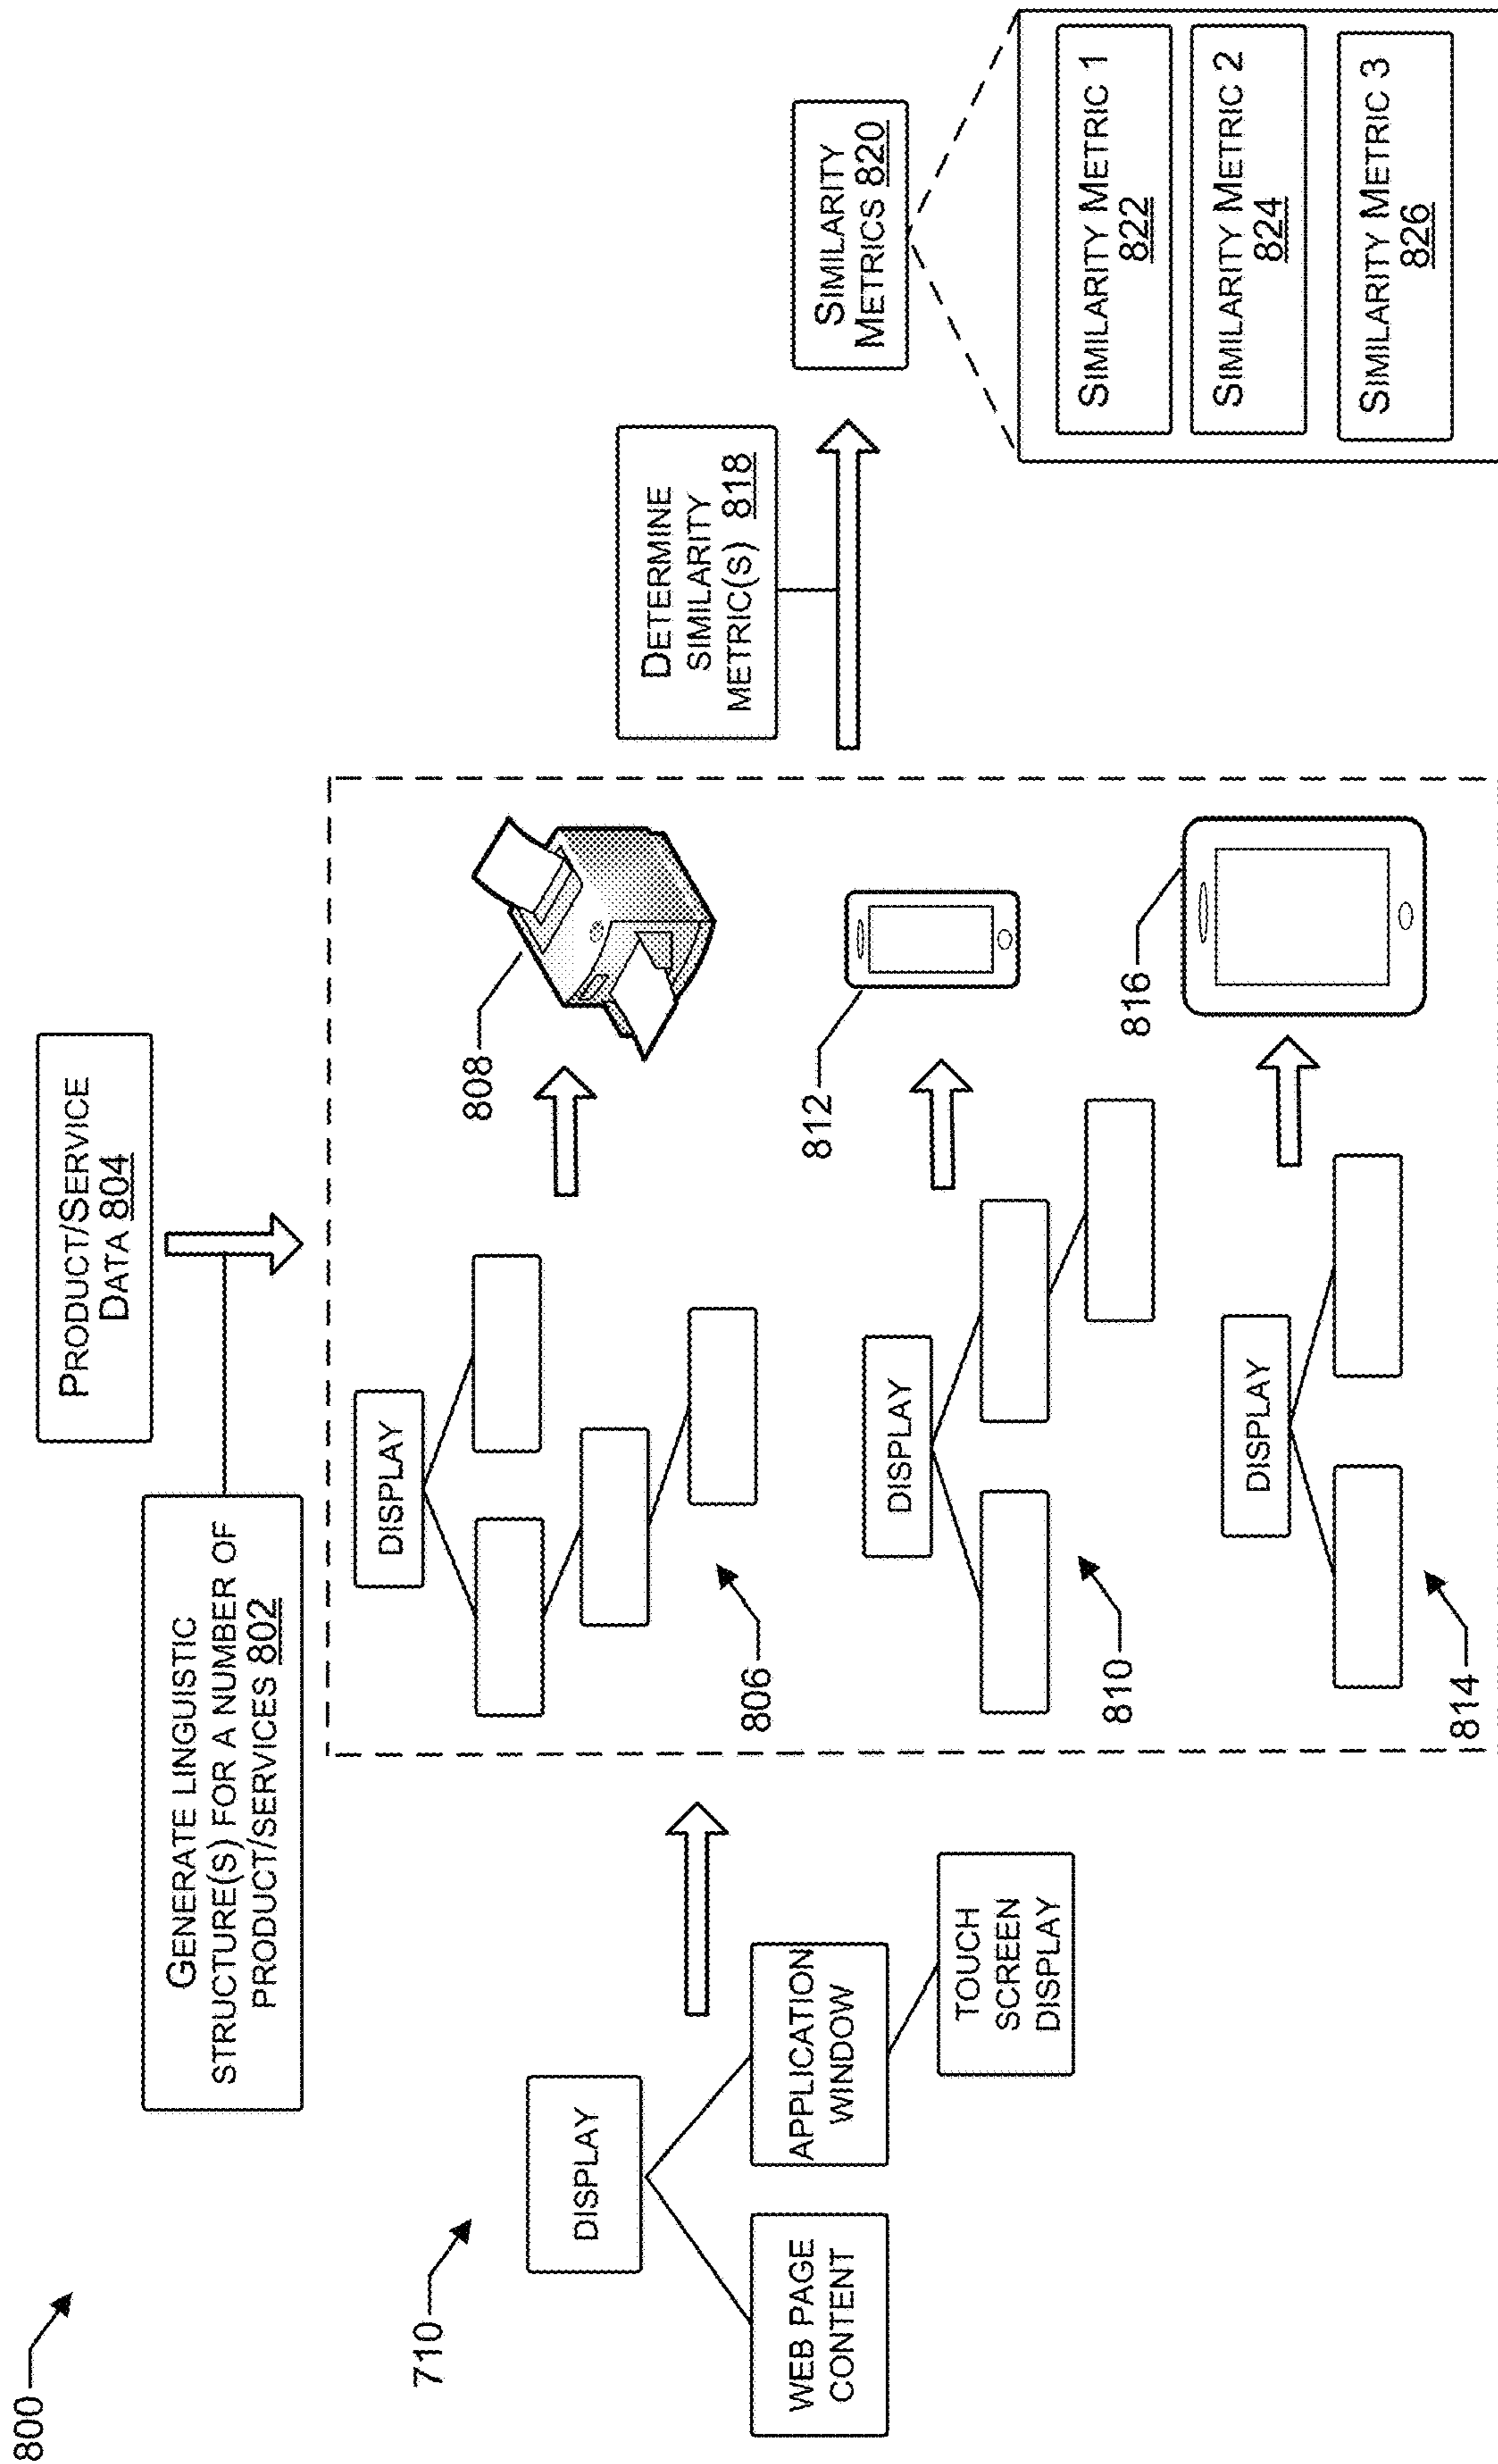 800
GENERATE LINGUISTIC
STRUCTURE(S) FOR A NUMBER OF
PRODUCT/SERVICES 802
PRODUCT/SERVICE
DATA 804
710
DISPLAY
WEB PAGE
CONTENT
APPLICATION
WINDOW
TOUCH
SCREEN
DISPLAY
DISPLAY
806
808
DISPLAY
810
812
DISPLAY
814
816
DETERMINE
SIMILARITY
METRIC(S) 818
SIMILARITY
METRICS 820
SIMILARITY METRIC 1
822
SIMILARITY METRIC 2
824
SIMILARITY METRIC 3
826